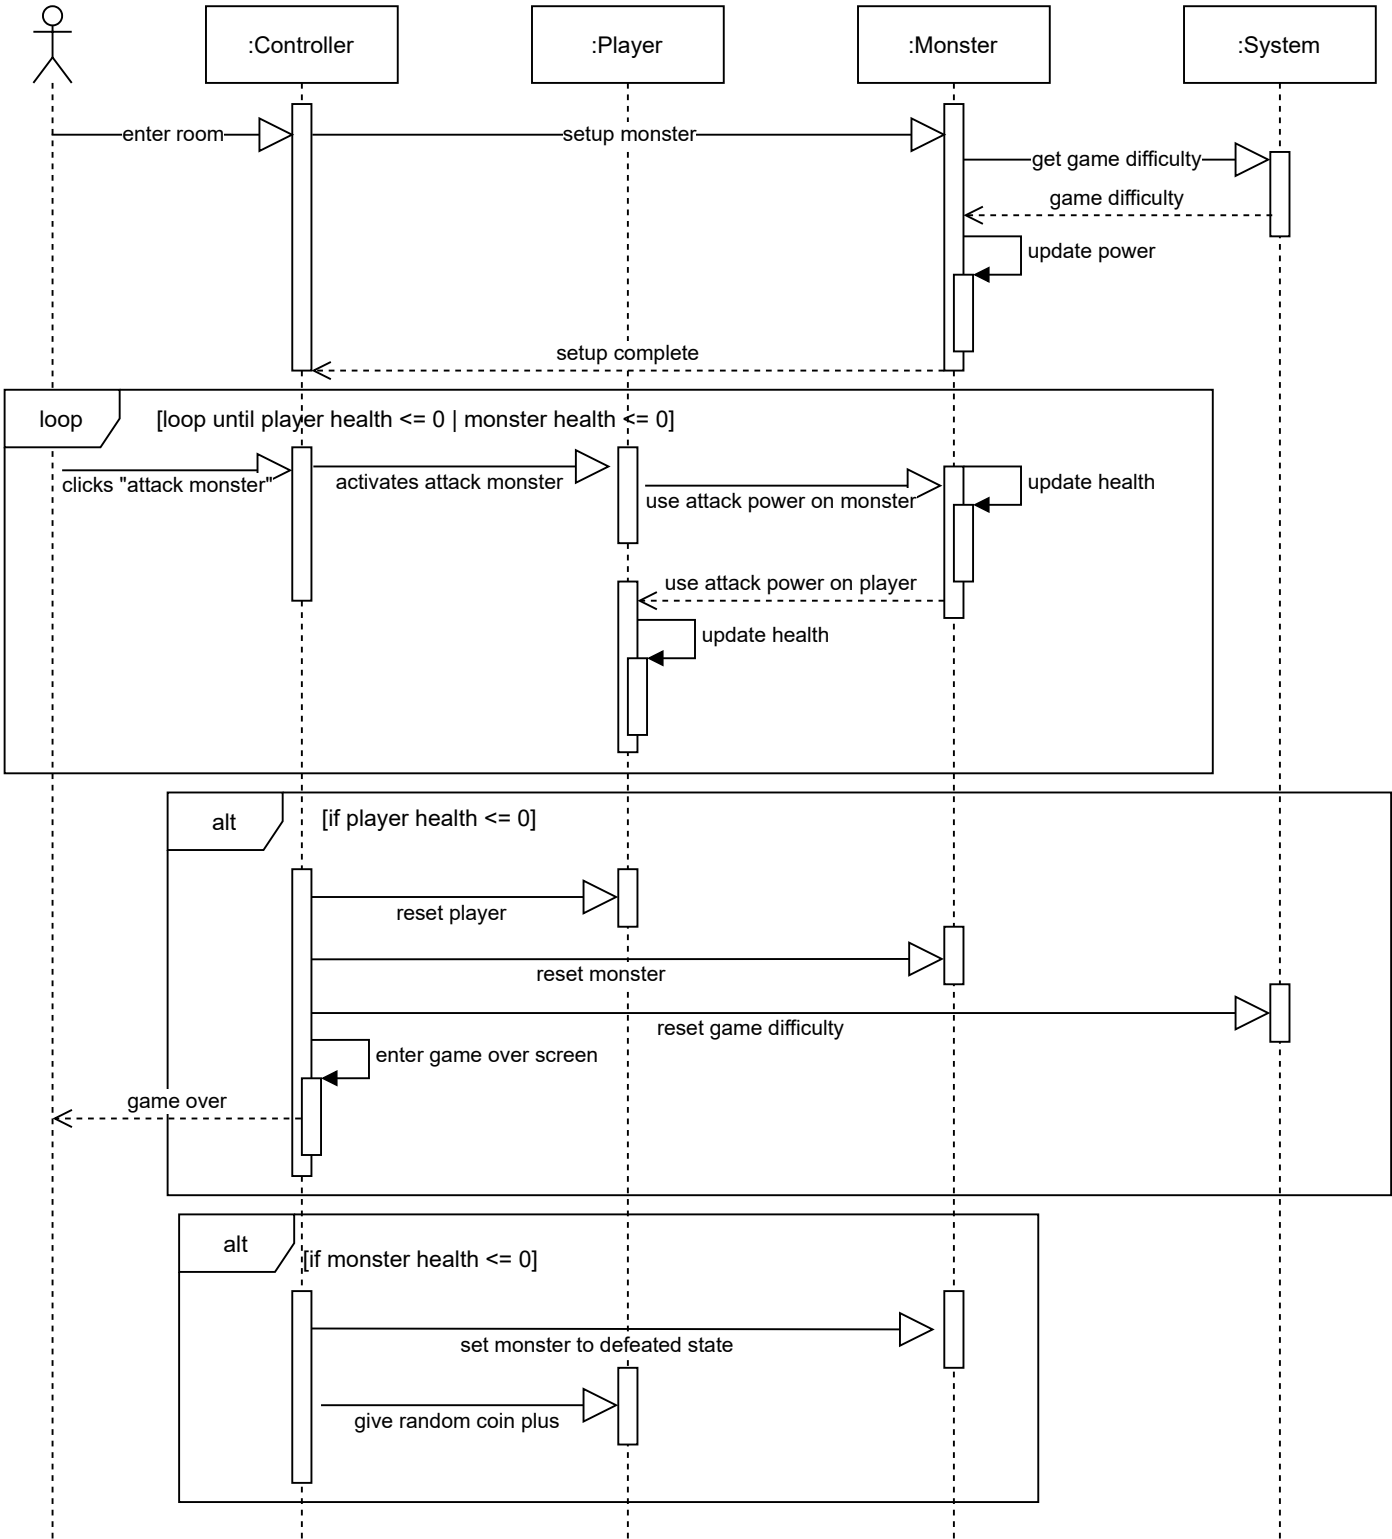 :Controller
:Player
:Monster
:System
enter room
setup monster
get game difficulty
game difficulty
update power
setup complete
loop
[loop until player health <= 0 | monster health <= 0]
clicks "attack monster"
activates attack monster
use attack power on monster
update health
use attack power on player
update health
alt
[if player health <= 0]
reset player
reset monster
reset game difficulty
enter game over screen
game over
alt
[if monster health <= 0]
set monster to defeated state
give random coin plus